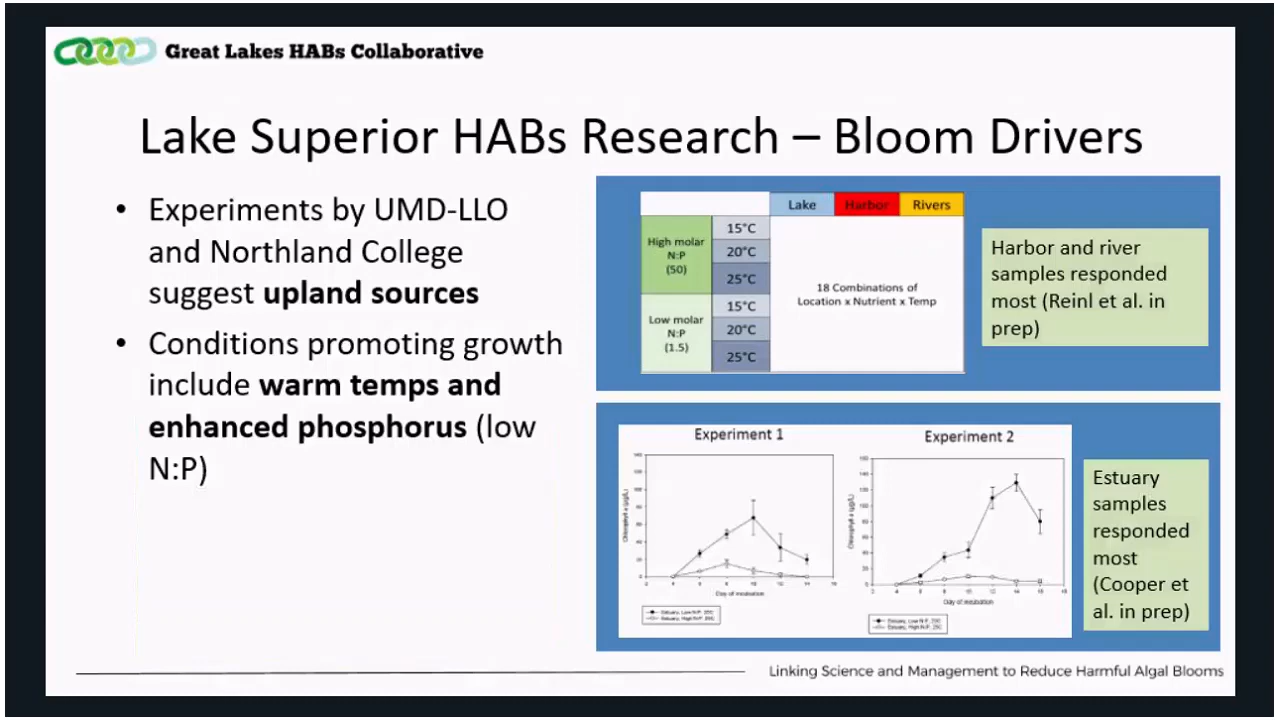 Great Lakes HABs Collaborative
Lake Superior HABs Research – Bloom Drivers
• Experiments by UMD-LLO
and Northland College
suggest upland sources
• Conditions promoting growth
include warm temps and
enhanced phosphorus (low
N:P)
Lake Harbor Rivers
High molar
N:P
(50)
15°C
20°C
25°C
Low molar
N:P
(1.5)
15°C
20°C
25°C
18 Combinations of
Location x Nutrient x Temp
Harbor and river
samples responded
most (Reinl et al. in
prep)
Experiment 1
Chlorophyll a (µg/L)
Day of incubation
Estuary, Low N:P,
Estuary, High N:P,
Experiment 2
Chlorophyll a (µg/L)
Day of incubation
Estuary, Low N:P,
Estuary, High N:P,
Estuary
samples
responded
most
(Cooper et
al. in prep)
Linking Science and Management to Reduce Harmful Algal Blooms